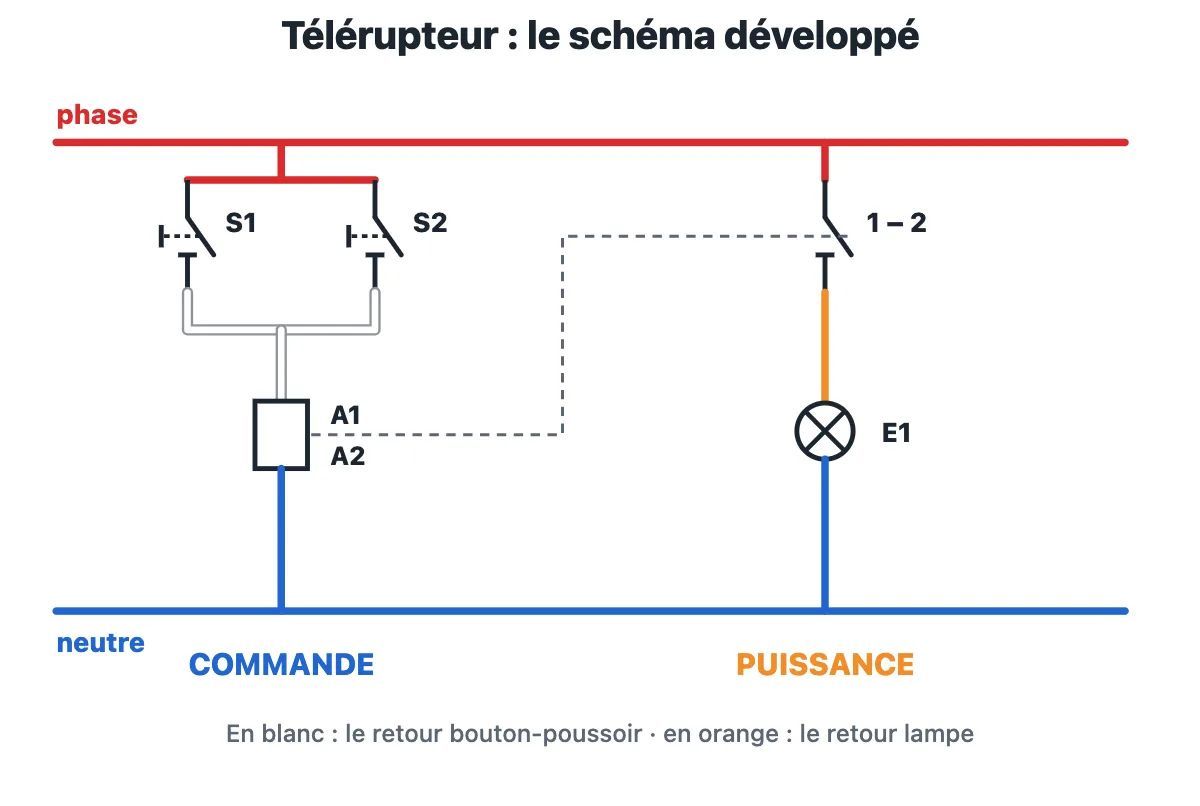 Télérupteur : le schéma développé
phase
S1
S2
1 – 2
A1
A2
E1
neutre
COMMANDE
PUISSANCE
En blanc : le retour bouton-poussoir · en orange : le retour lampe